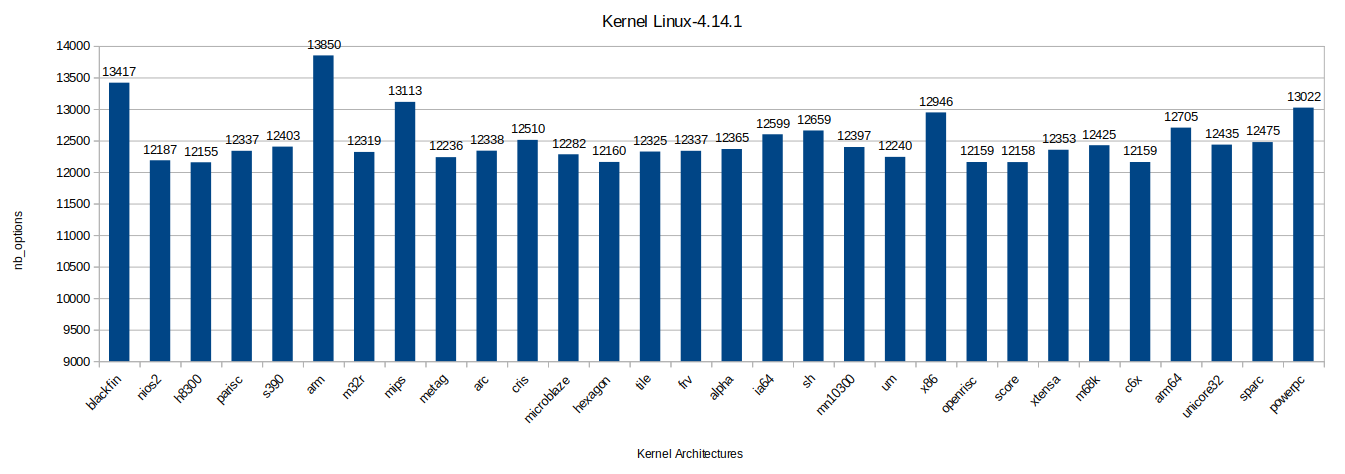 Kernel Linux-4.14.1
nb_options
14000
13500
13000
12500
12000
11500
11000
10500
10000
9500
9000
13417
12187
12155
12337
12403
13850
12319
13113
12236
12338
12510
12282
12160
12325
12337
12365
12599
12659
12397
12240
12946
12159
12158
12353
12425
12159
12705
12435
12475
13022
blackfin
nios2
h8300
parisc
s390
arm
m32r
mips
metag
arc
cris
microblaze
hexagon
tile
frv
alpha
ia64
sh
mn10300
um
x86
openrisc
score
xtensa
m68k
c6x
arm64
unicore32
sparc
powerpc
Kernel Architectures